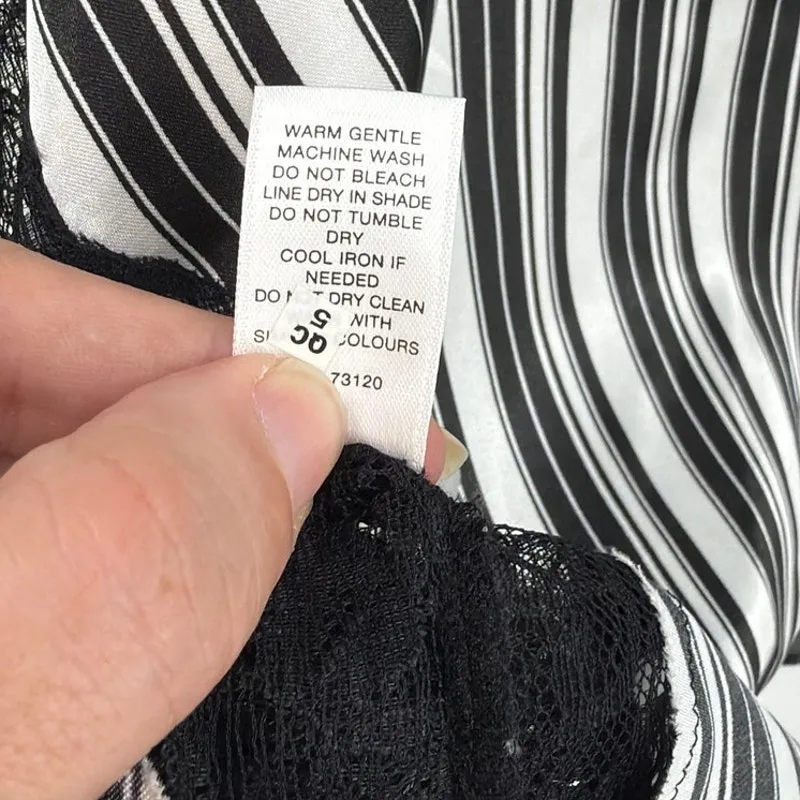 WARM GENTLE
MACHINE WASH
DO NOT BLEACH
LINE DRY IN SHADE
DO NOT TUMBLE
DRY
COOL IRON IF
NEEDED
DO NOT DRY CLEAN
WITH
COLOURS
QC
5
73120